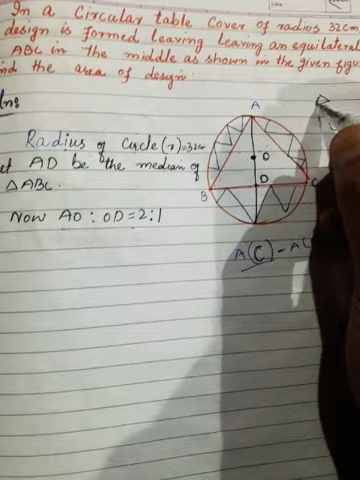 In a Circular table Cover of radius 32cm
design is formed leaving leaving an equilateral
ABC in the middle as shown in the given figu
nd the area of design.
ln:
A
Radius of Circle (r)=32cm
et AD be the median of
△ABC.
O
D
B
C
Now AO : OD = 2:1
A(C) - A(